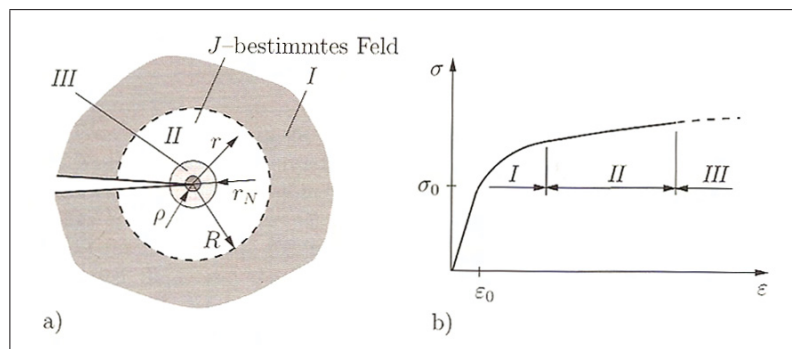 J–bestimmtes Feld
III
I
II
r
r_N
ρ
R
a)
σ
σ₀
I
II
III
ε₀
ε
b)